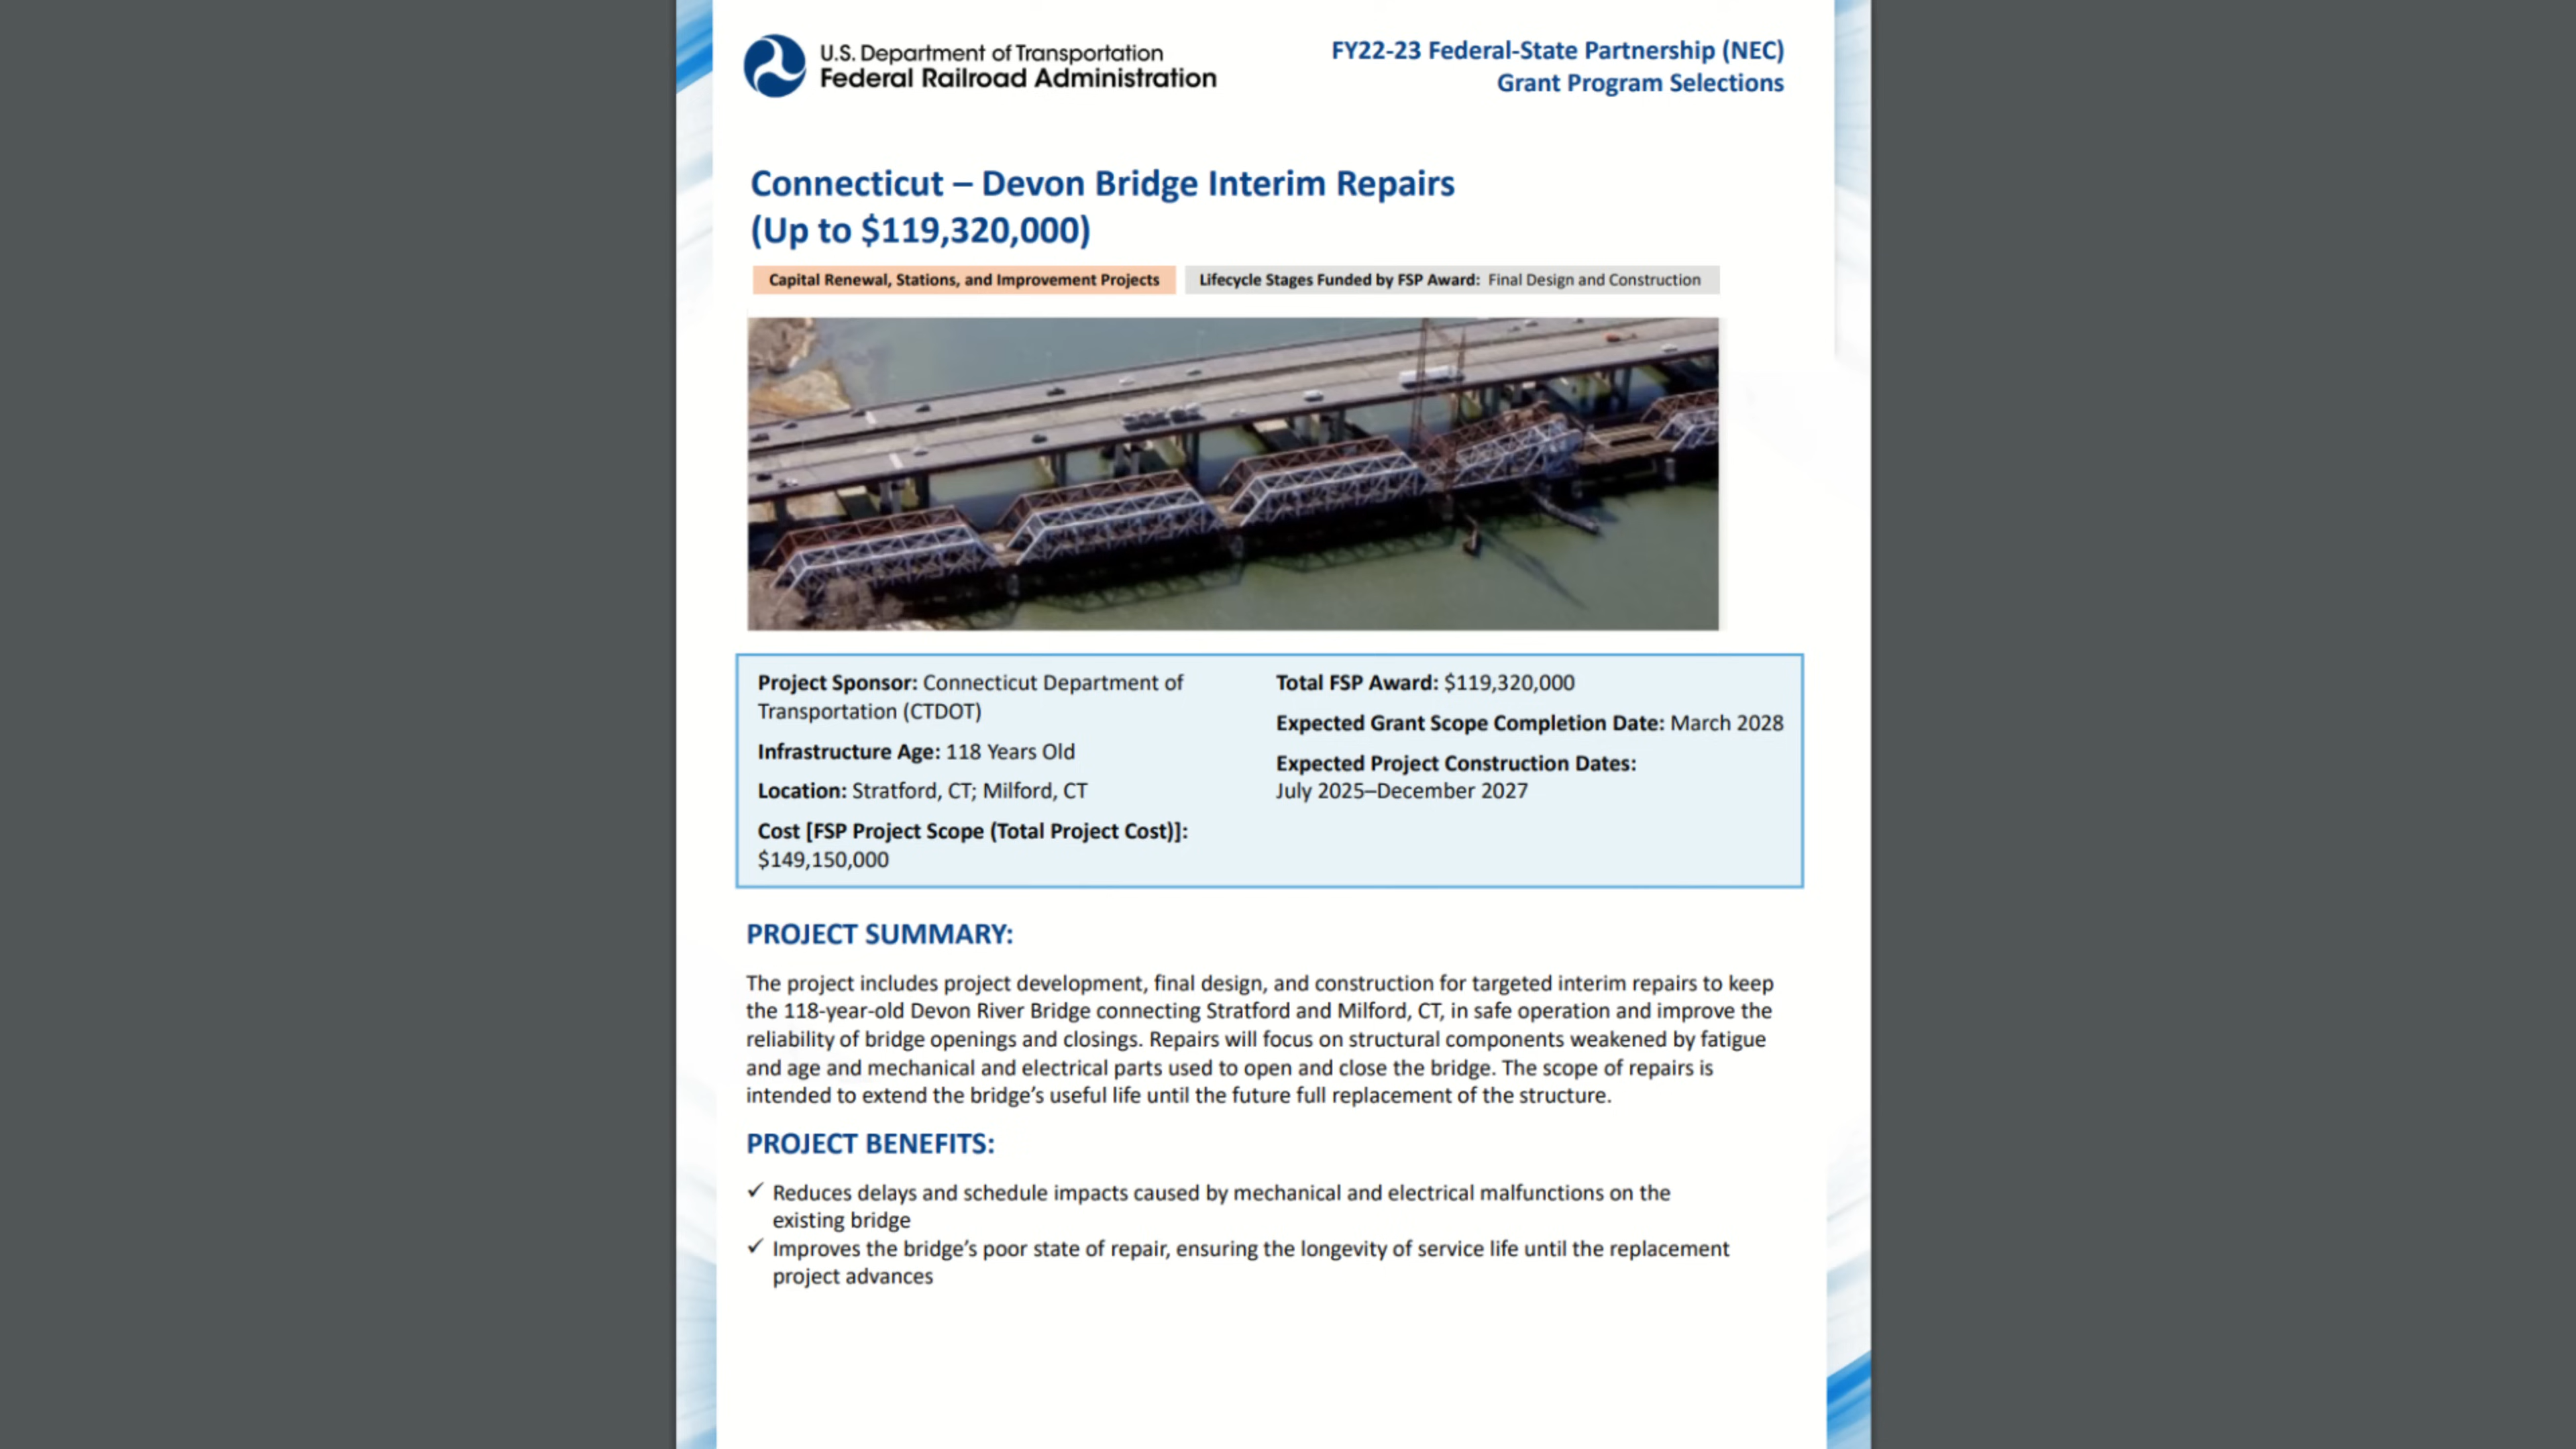 U.S. Department of Transportation
Federal Railroad Administration
FY22-23 Federal-State Partnership (NEC)
Grant Program Selections
Connecticut – Devon Bridge Interim Repairs
(Up to $119,320,000)
Capital Renewal, Stations, and Improvement Projects
Lifecycle Stages Funded by FSP Award: Final Design and Construction
Project Sponsor: Connecticut Department of
Transportation (CTDOT)
Infrastructure Age: 118 Years Old
Location: Stratford, CT; Milford, CT
Cost [FSP Project Scope (Total Project Cost)]:
$149,150,000
Total FSP Award: $119,320,000
Expected Grant Scope Completion Date: March 2028
Expected Project Construction Dates:
July 2025–December 2027
PROJECT SUMMARY:
The project includes project development, final design, and construction for targeted interim repairs to keep
the 118-year-old Devon River Bridge connecting Stratford and Milford, CT, in safe operation and improve the
reliability of bridge openings and closings. Repairs will focus on structural components weakened by fatigue
and age and mechanical and electrical parts used to open and close the bridge. The scope of repairs is
intended to extend the bridge’s useful life until the future full replacement of the structure.
PROJECT BENEFITS:
✓ Reduces delays and schedule impacts caused by mechanical and electrical malfunctions on the
existing bridge
✓ Improves the bridge’s poor state of repair, ensuring the longevity of service life until the replacement
project advances